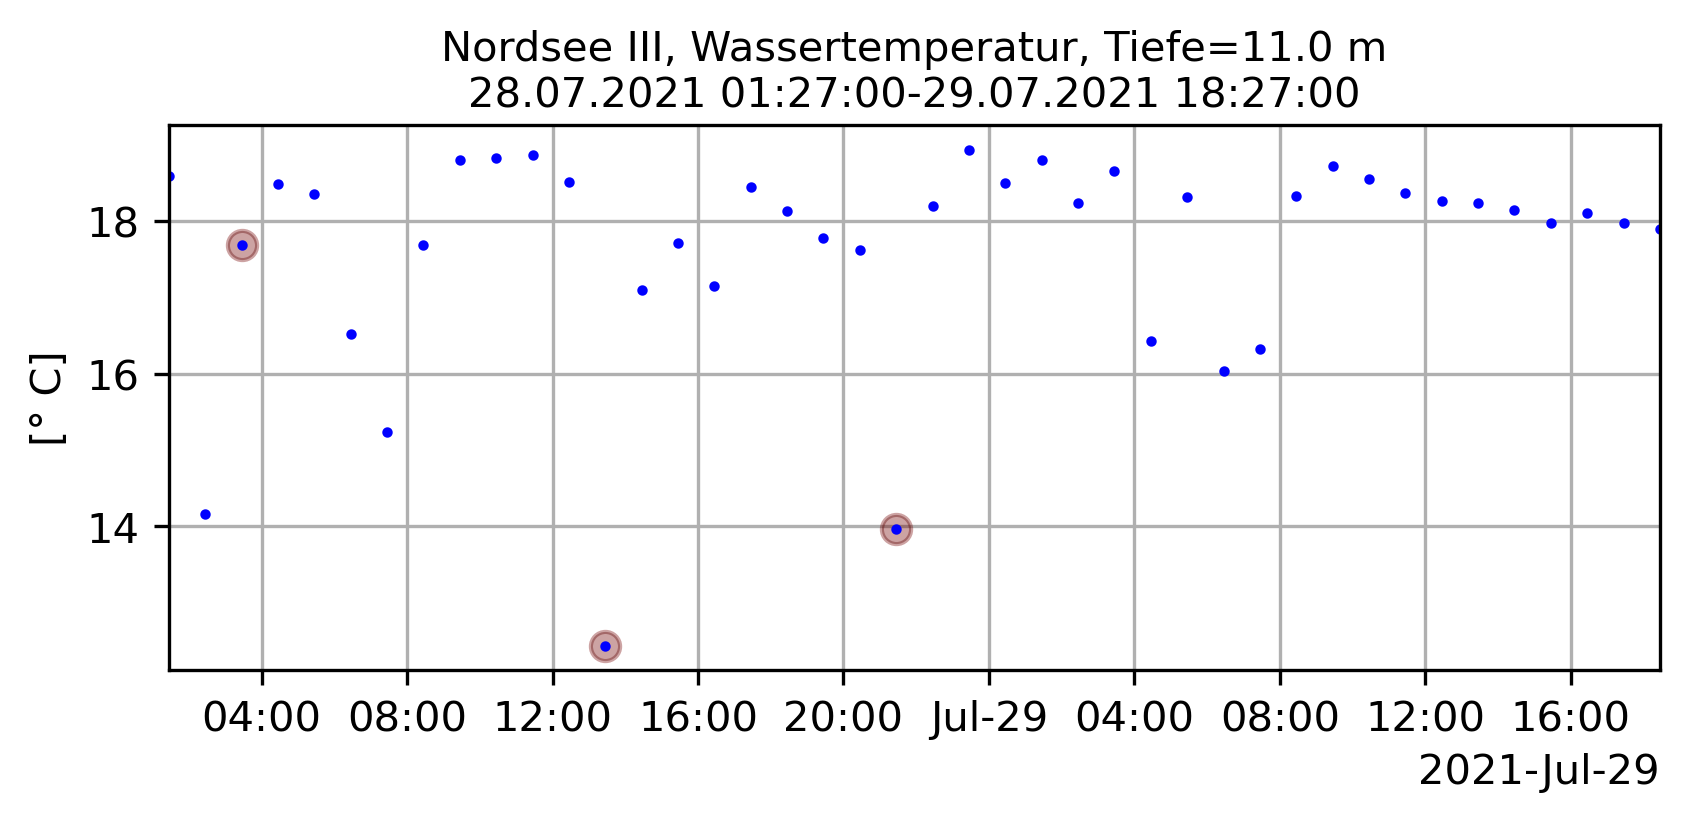 Nordsee III, Wassertemperatur, Tiefe=11.0 m
28.07.2021 01:27:00-29.07.2021 18:27:00
[° C]
18
16
14
04:00 08:00 12:00 16:00 20:00 Jul-29 04:00 08:00 12:00 16:00
2021-Jul-29